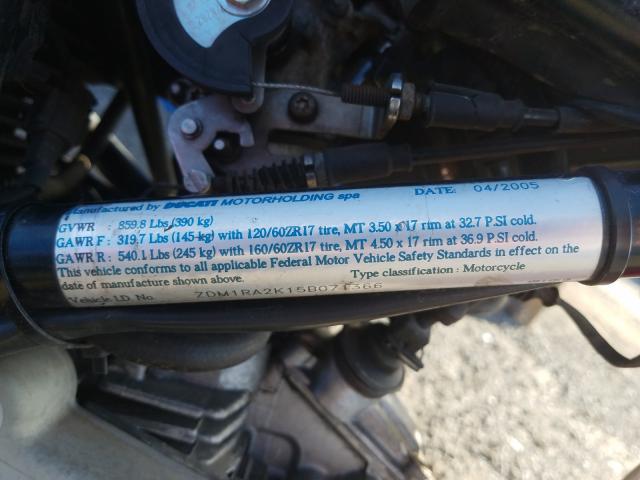 Manufactured by DUCATI MOTORHOLDING spa DATE: 04/2005
GVWR : 859.8 Lbs (390 kg)
GAWR F : 319.7 Lbs (145 kg) with 120/60ZR17 tire, MT 3.50 x 17 rim at 32.7 P.SI cold.
GAWR R : 540.1 Lbs (245 kg) with 160/60ZR17 tire, MT 4.50 x 17 rim at 36.9 P.SI cold.
This vehicle conforms to all applicable Federal Motor Vehicle Safety Standards in effect on the
date of manufacture shown above. Type classification : Motorcycle
Vehicle I.D No. 7DM1RA2K15B071366